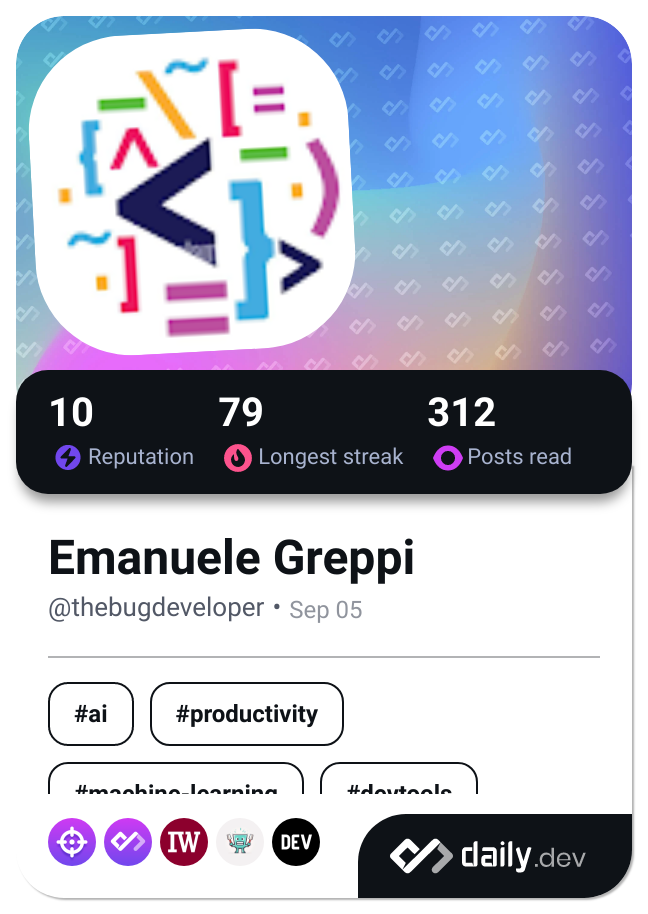 10 79 312
Reputation Longest streak Posts read
Emanuele Greppi
@thebugdeveloper • Sep 05
#ai #productivity
#machine-learning #devtools
IW DEV daily.dev